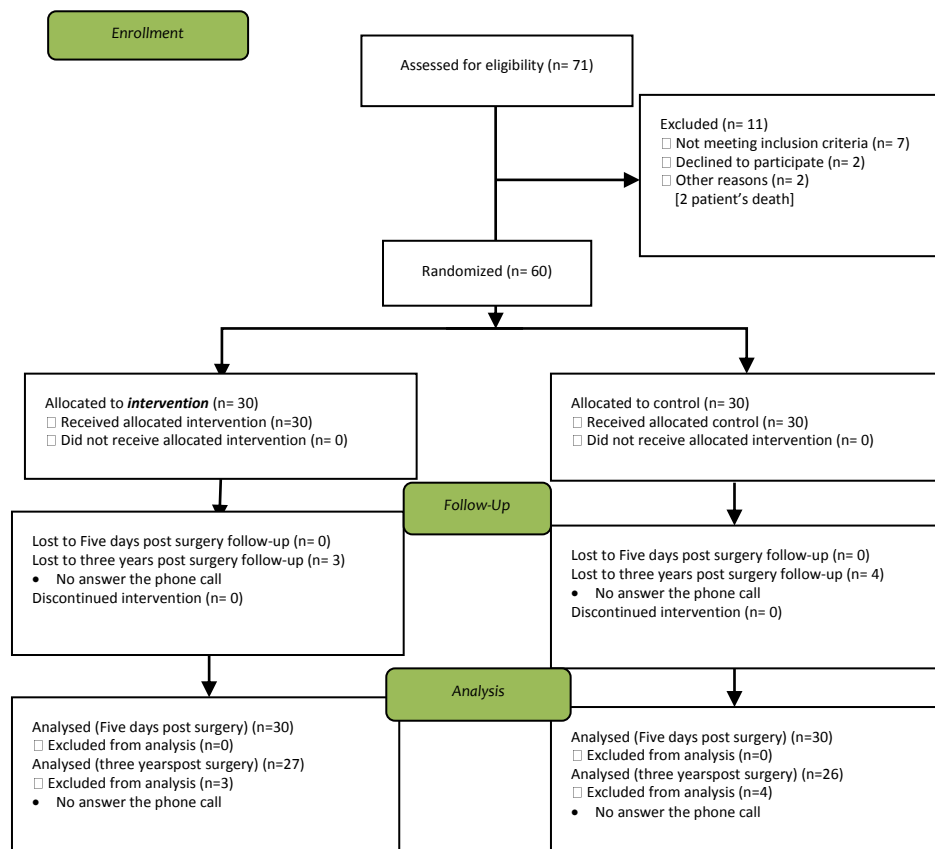 Enrollment
Assessed for eligibility (n= 71)
Excluded (n= 11)
□ Not meeting inclusion criteria (n= 7)
□ Declined to participate (n= 2)
□ Other reasons (n= 2)
[2 patient’s death]
Randomized (n= 60)
Allocated to intervention (n= 30)
□ Received allocated intervention (n=30)
□ Did not receive allocated intervention (n= 0)
Allocated to control (n= 30)
□ Received allocated control (n= 30)
□ Did not receive allocated intervention (n= 0)
Follow-Up
Lost to Five days post surgery follow-up (n= 0)
Lost to three years post surgery follow-up (n= 3)
• No answer the phone call
Discontinued intervention (n= 0)
Lost to Five days post surgery follow-up (n= 0)
Lost to three years post surgery follow-up (n= 4)
• No answer the phone call
Discontinued intervention (n= 0)
Analysis
Analysed (Five days post surgery) (n=30)
□ Excluded from analysis (n=0)
Analysed (three yearspost surgery) (n=27)
□ Excluded from analysis (n=3)
• No answer the phone call
Analysed (Five days post surgery) (n=30)
□ Excluded from analysis (n=0)
Analysed (three yearspost surgery) (n=26)
□ Excluded from analysis (n=4)
• No answer the phone call